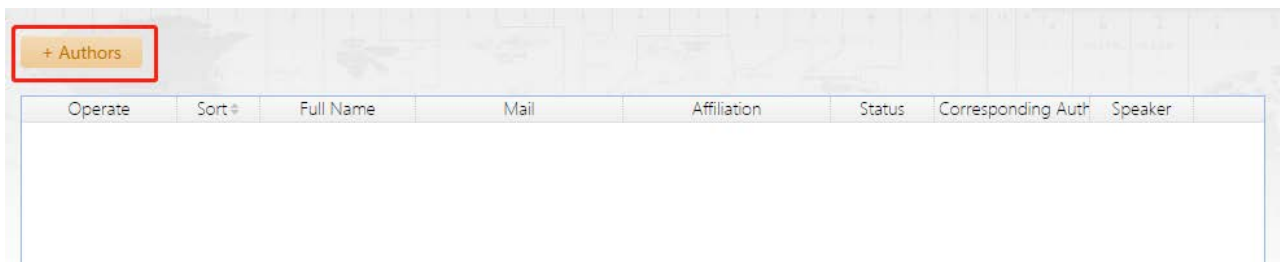 + Authors
Operate Sort Full Name Mail Affiliation Status Corresponding Auth Speaker